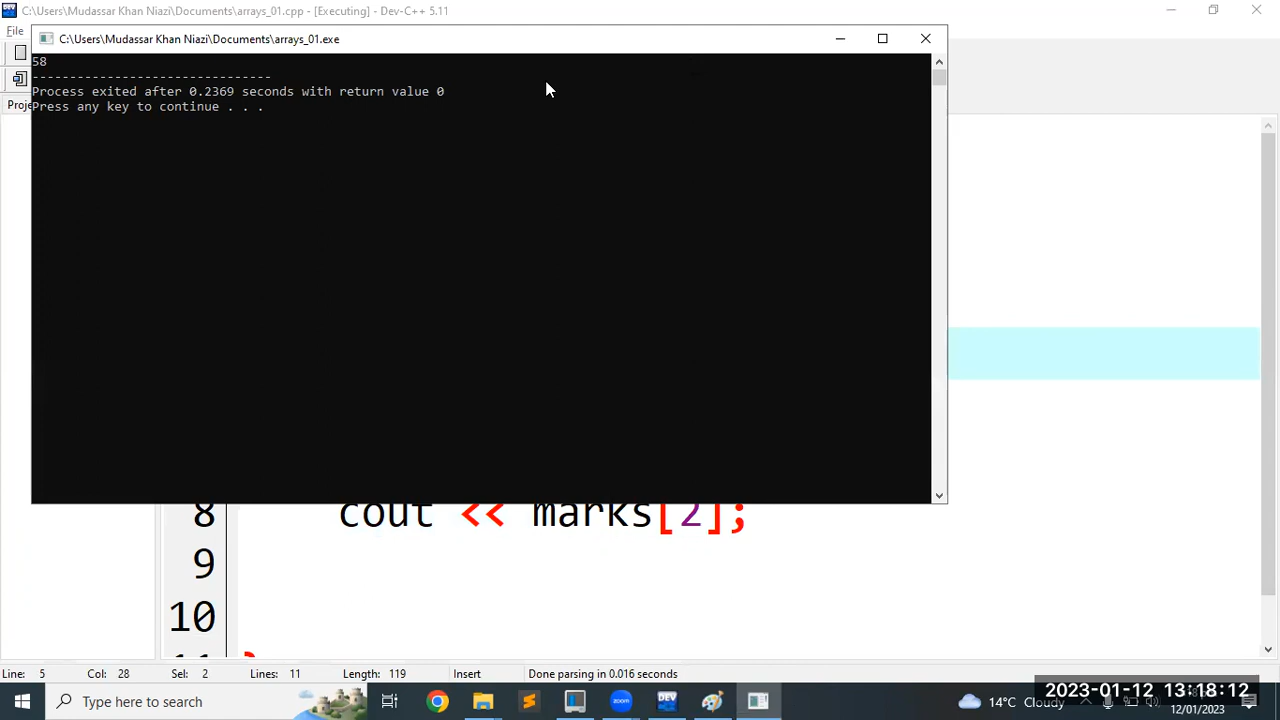 C:\Users\Mudassar Khan Niazi\Documents\arrays_01.cpp - [Executing] - Dev-C++ 5.11
File
C:\Users\Mudassar Khan Niazi\Documents\arrays_01.exe
58
--------------------------------
Process exited after 0.2369 seconds with return value 0
Press any key to continue . . .
Proje
8 cout << marks[2];
9
10
Line: 5 Col: 28 Sel: 2 Lines: 11 Length: 119 Insert Done parsing in 0.016 seconds
Type here to search
zoom
DEV
14°C Cloudy
2023-01-12 13:18:12
12/01/2023